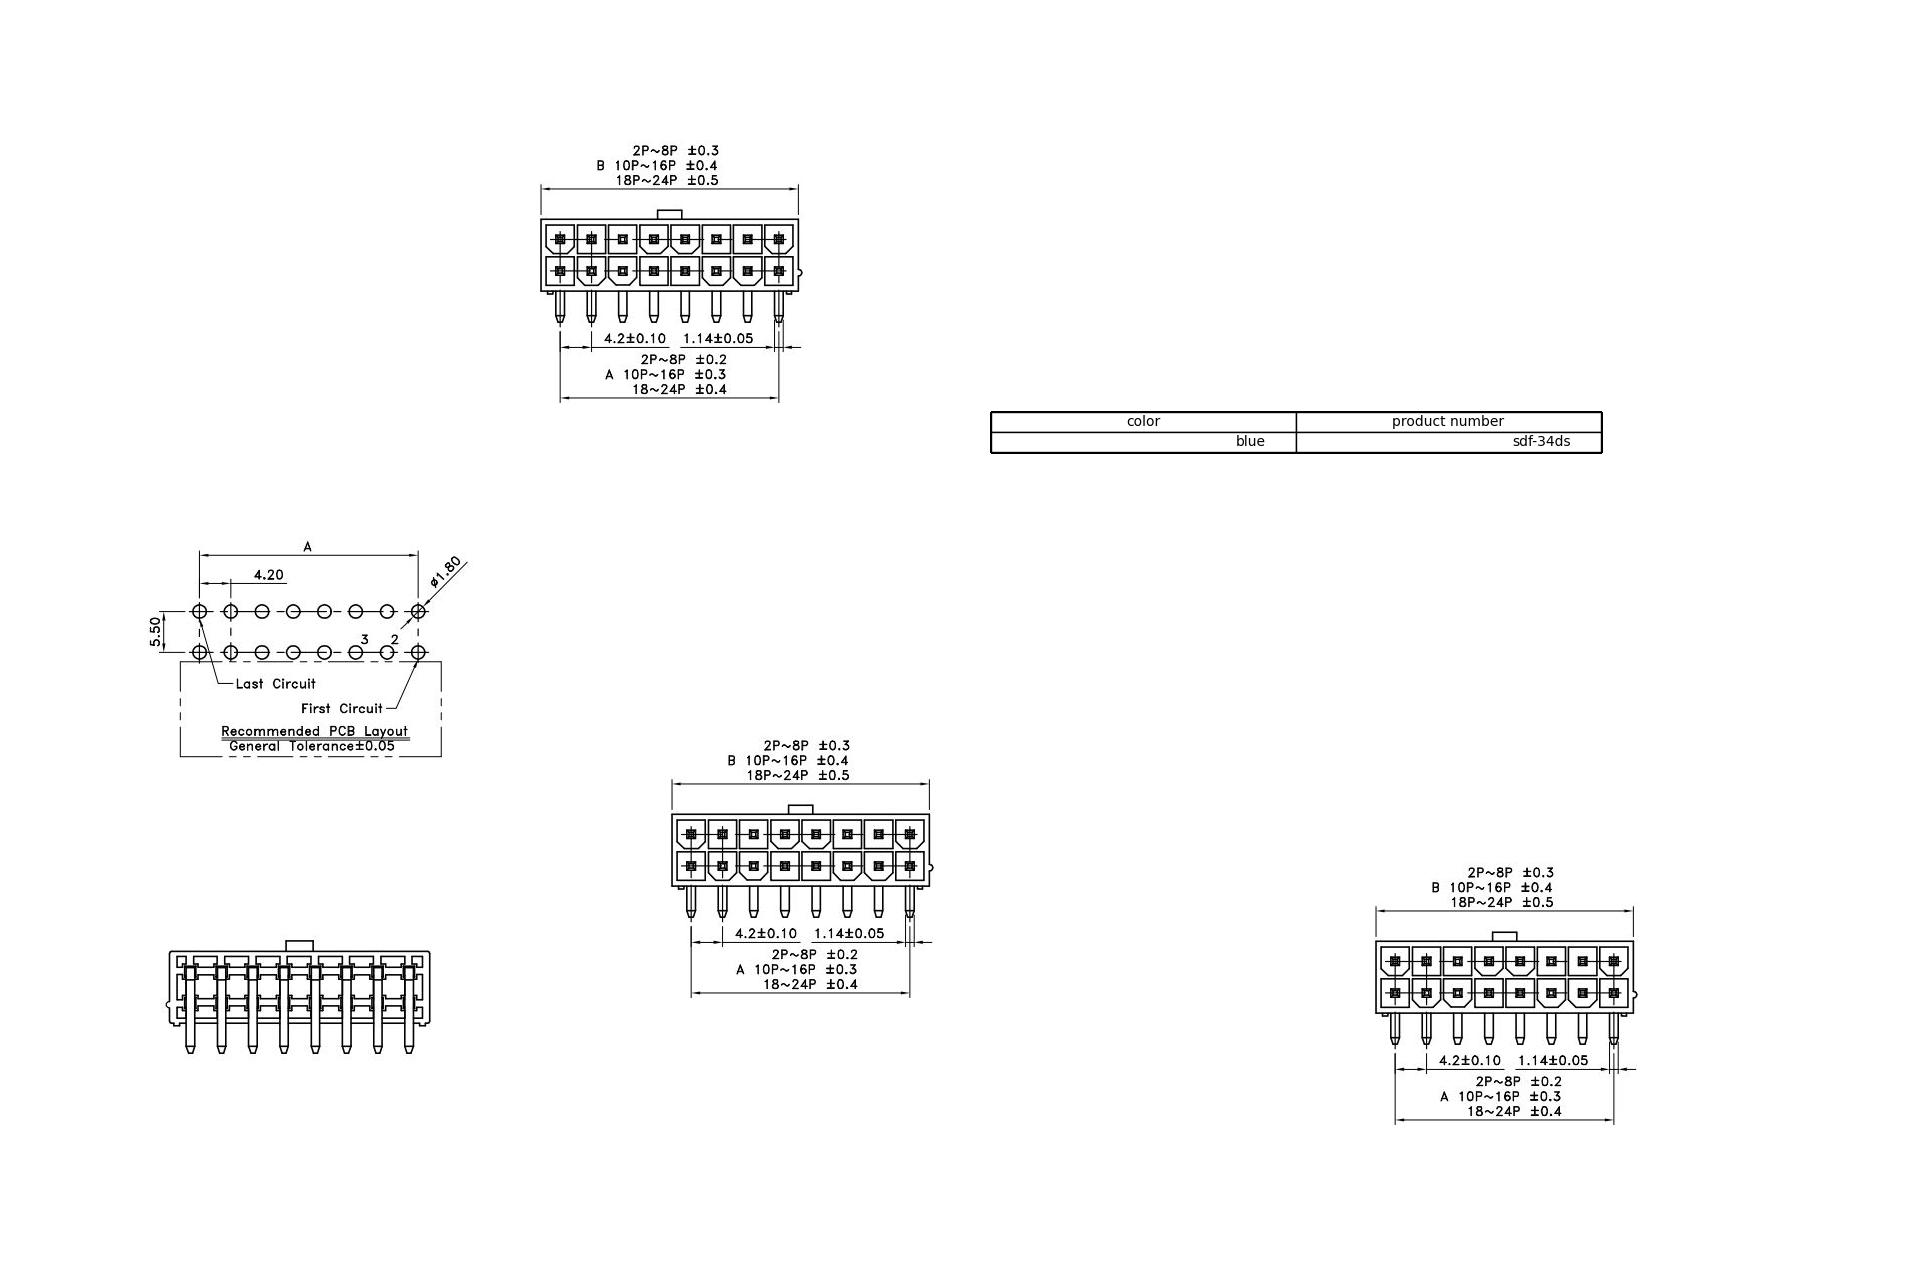 2P~8P ±0.3
B 10P~16P ±0.4
18P~24P ±0.5
4.2±0.10 1.14±0.05
2P~8P ±0.2
A 10P~16P ±0.3
18~24P ±0.4
color product number
blue sdf-34ds
A
4.20
ø1.80
5.50
3 2
Last Circuit
First Circuit
Recommended PCB Layout
General Tolerance±0.05
2P~8P ±0.3
B 10P~16P ±0.4
18P~24P ±0.5
4.2±0.10 1.14±0.05
2P~8P ±0.2
A 10P~16P ±0.3
18~24P ±0.4
2P~8P ±0.3
B 10P~16P ±0.4
18P~24P ±0.5
4.2±0.10 1.14±0.05
2P~8P ±0.2
A 10P~16P ±0.3
18~24P ±0.4